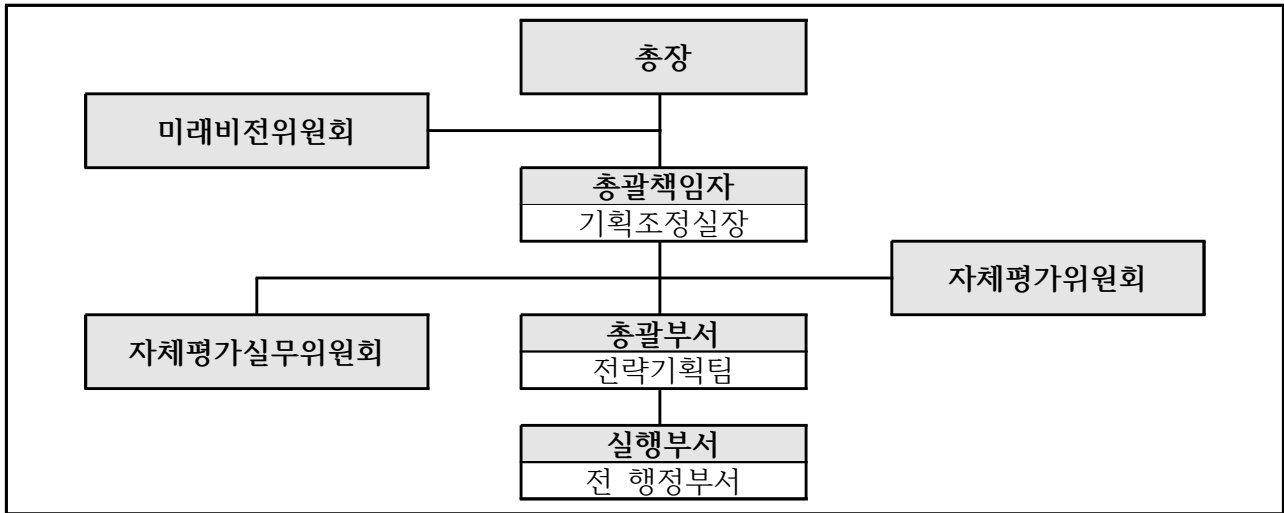 총장
미래비전위원회
총괄책임자
기획조정실장
자체평가위원회
자체평가실무위원회
총괄부서
전략기획팀
실행부서
전 행정부서